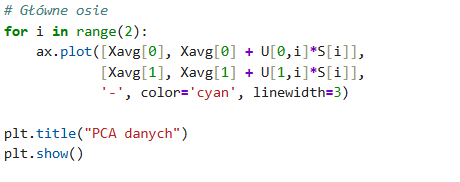 # Główne osie
for i in range(2):
    ax.plot([Xavg[0], Xavg[0] + U[0,i]*S[i]],
            [Xavg[1], Xavg[1] + U[1,i]*S[i]],
            '-', color='cyan', linewidth=3)

plt.title("PCA danych")
plt.show()